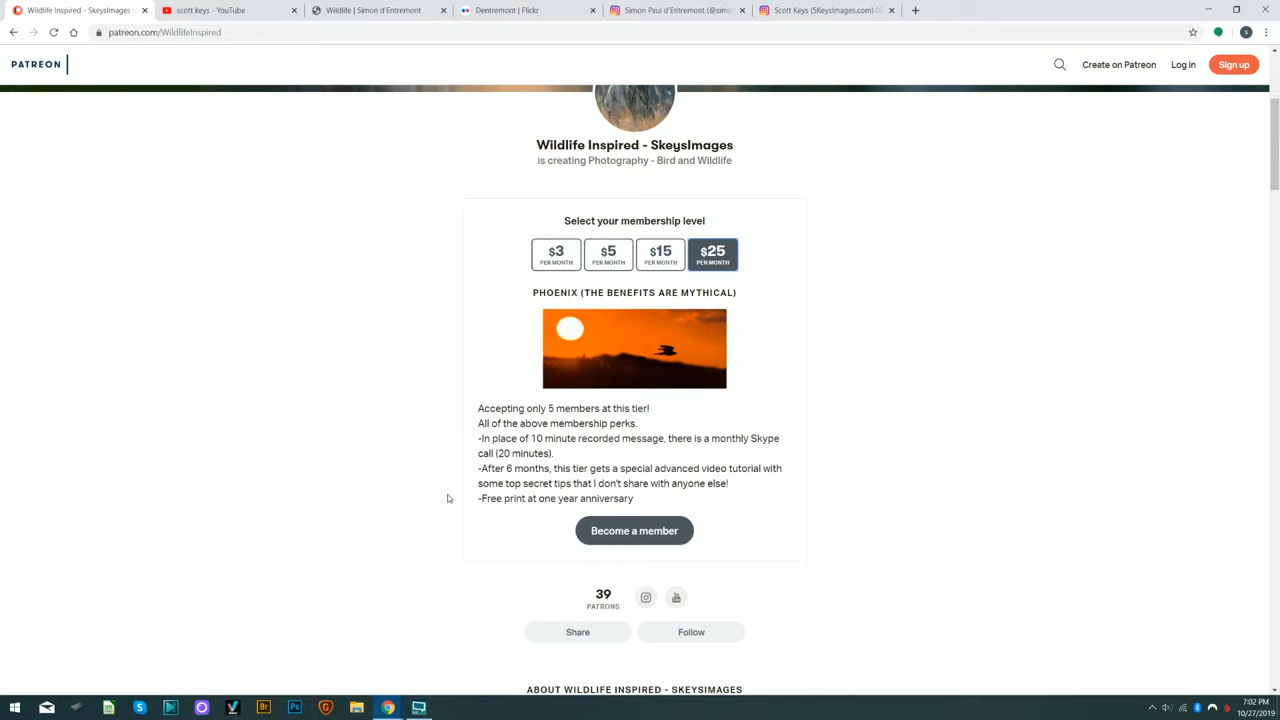 Wildlife Inspired - SkeysImages
scott keys - YouTube
Wildlife | Simon d'Entremont
Dentremont | Flickr
Simon Paul d'Entremont (@simo
Scott Keys (SKeysImages.com) (
patreon.com/WildlifeInspired
PATREON
Create on Patreon
Log in
Sign up
Wildlife Inspired - SkeysImages
is creating Photography - Bird and Wildlife
Select your membership level
$3 $5 $15 $25
PER MONTH PER MONTH PER MONTH PER MONTH
PHOENIX (THE BENEFITS ARE MYTHICAL)
Accepting only 5 members at this tier!
All of the above membership perks.
-In place of 10 minute recorded message, there is a monthly Skype
call (20 minutes).
-After 6 months, this tier gets a special advanced video tutorial with
some top secret tips that I don't share with anyone else!
-Free print at one year anniversary
Become a member
39
PATRONS
Share
Follow
ABOUT WILDLIFE INSPIRED - SKEYSIMAGES
Br
Ps
7:02 PM
10/27/2019